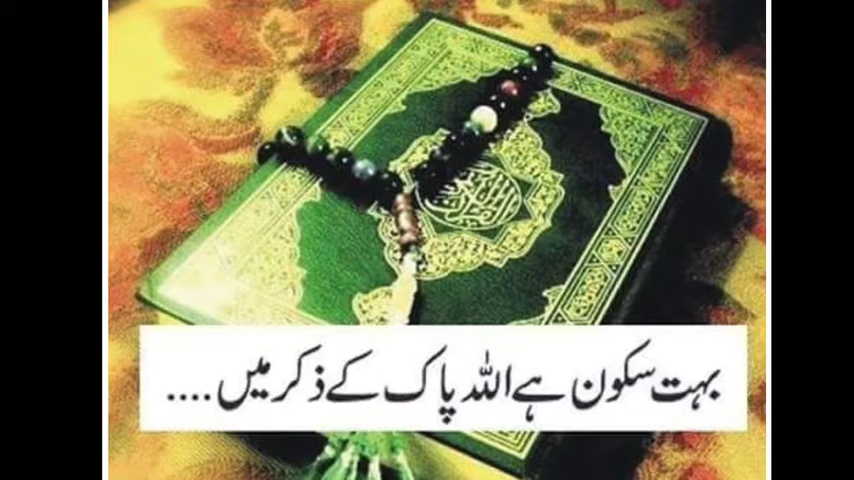 بہت سکون ہے اللہ پاک کے ذکر میں ....